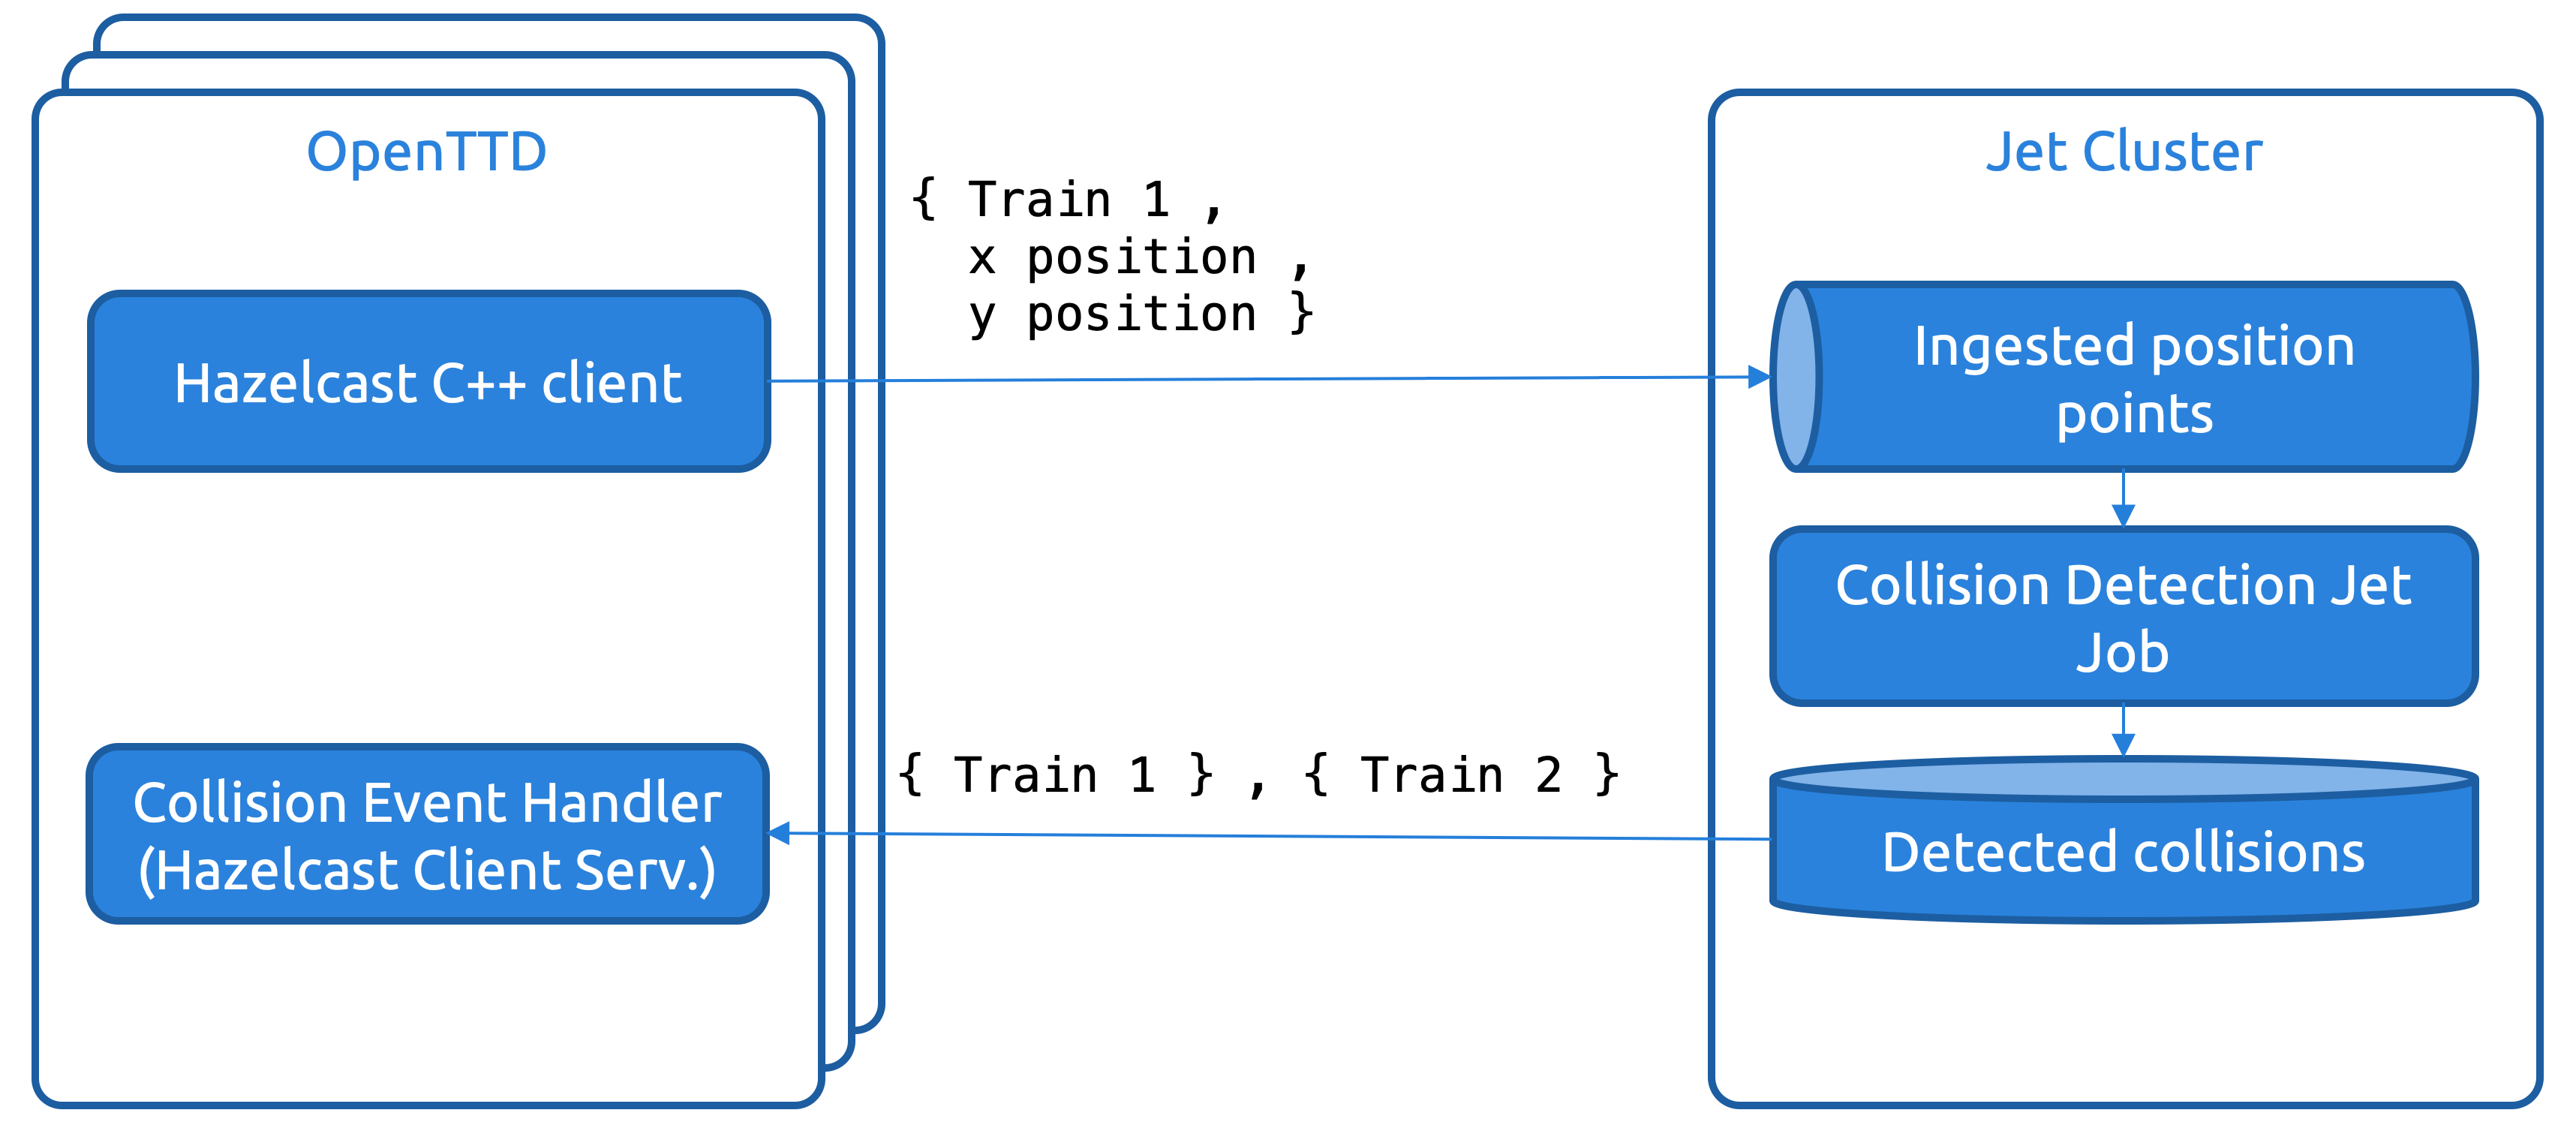 OpenTTD
Hazelcast C++ client
Collision Event Handler
(Hazelcast Client Serv.)
{ Train 1 ,
x position ,
y position }
{ Train 1 } , { Train 2 }
Jet Cluster
Ingested position
points
Collision Detection Jet
Job
Detected collisions